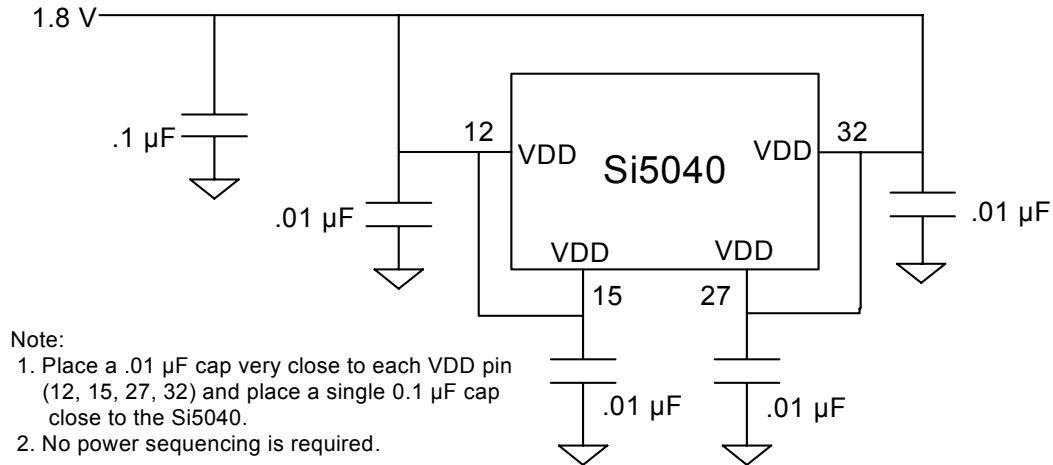 1.8 V
.1 µF
12
VDD
Si5040
VDD
32
.01 µF
.01 µF
VDD
VDD
15
27
.01 µF
.01 µF
Note:
1. Place a .01 µF cap very close to each VDD pin
(12, 15, 27, 32) and place a single 0.1 µF cap
close to the Si5040.
2. No power sequencing is required.